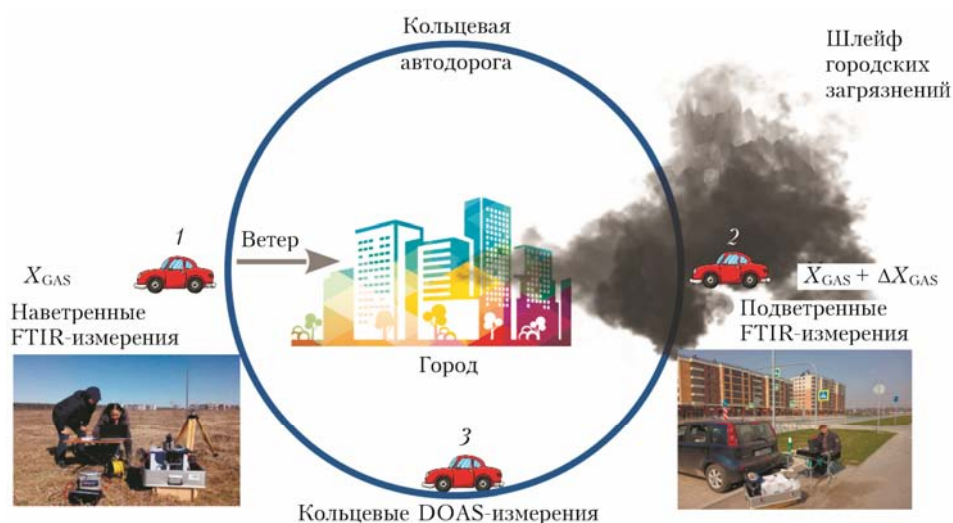 Кольцевая
автодорога
Шлейф
городских
загрязнений
1
Ветер
2
X_GAS
X_GAS + ΔX_GAS
Наветренные
FTIR-измерения
Подветренные
FTIR-измерения
Город
3
Кольцевые DOAS-измерения